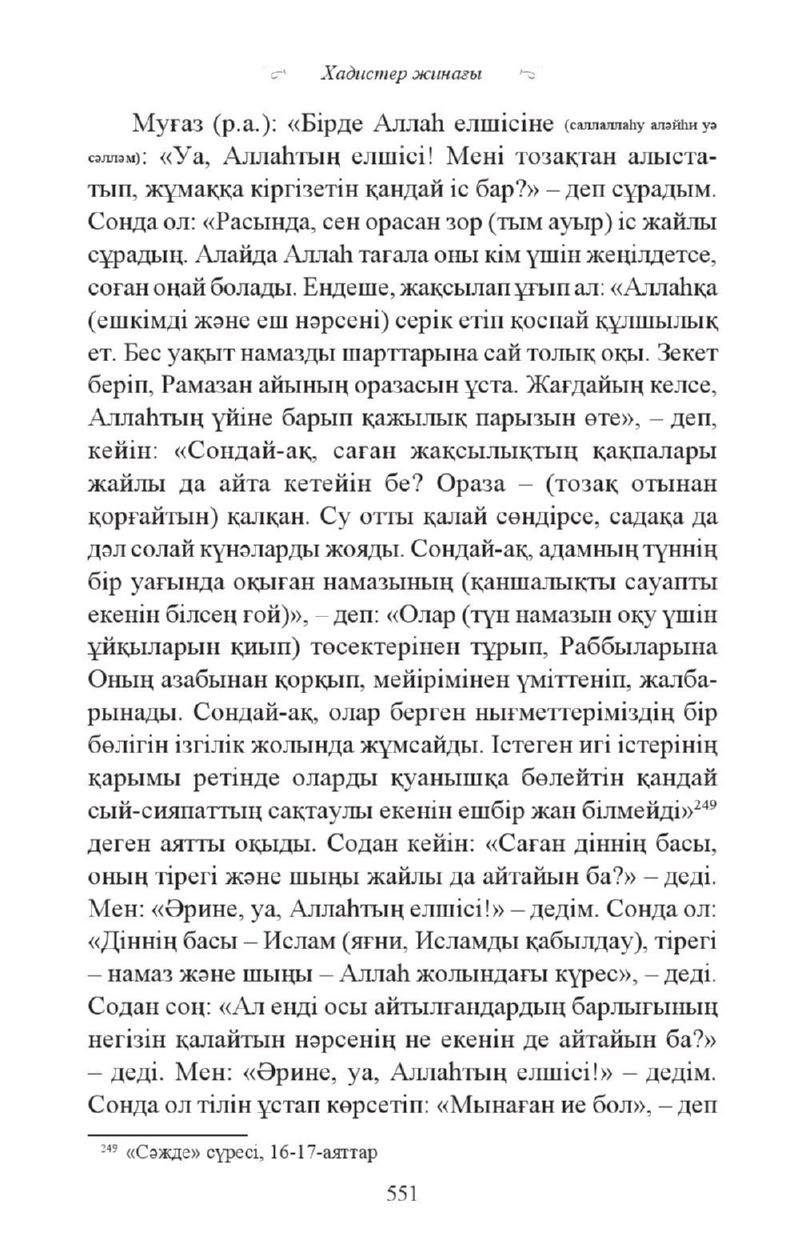 Хадистер жинағы
Муғаз (р.а.): «Бірде Аллаһ елшісіне (саллаллаһу аләйһи уә
сәлләм): «Уа, Аллаһтың елшісі! Мені тозақтан алыста-
тып, жұмаққа кіргізетін қандай іс бар?» – деп сұрадым.
Сонда ол: «Расында, сен орасан зор (тым ауыр) іс жайлы
сұрадың. Алайда Аллаһ тағала оны кім үшін жеңілдетсе,
соған оңай болады. Ендеше, жақсылап ұғып ал: «Аллаһқа
(ешкімді және еш нәрсені) серік етіп қоспай құлшылық
ет. Бес уақыт намазды шарттарына сай толық оқы. Зекет
беріп, Рамазан айының оразасын ұста. Жағдайың келсе,
Аллаһтың үйіне барып қажылық парызын өте», – деп,
кейін: «Сондай-ақ, саған жақсылықтың қақпалары
жайлы да айта кетейін бе? Ораза – (тозақ отынан
қорғайтын) қалқан. Су отты қалай сөндірсе, садақа да
дәл солай күнәларды жояды. Сондай-ақ, адамның түннің
бір уағында оқыған намазының (қаншалықты сауапты
екенін білсең ғой)», – деп: «Олар (түн намазын оқу үшін
ұйқыларын қиып) төсектерінен тұрып, Раббыларына
Оның азабынан қорқып, мейірімінен үміттеніп, жалба-
рынады. Сондай-ақ, олар берген нығметтеріміздің бір
бөлігін ізгілік жолында жұмсайды. Істеген игі істерінің
қарымы ретінде оларды қуанышқа бөлейтін қандай
сый-сияпаттың сақтаулы екенін ешбір жан білмейді»²⁴⁹
деген аятты оқыды. Содан кейін: «Саған діннің басы,
оның тірегі және шыңы жайлы да айтайын ба?» – деді.
Мен: «Әрине, уа, Аллаһтың елшісі!» – дедім. Сонда ол:
«Діннің басы – Ислам (яғни, Исламды қабылдау), тірегі
– намаз және шыңы – Аллаһ жолындағы күрес», – деді.
Содан соң: «Ал енді осы айтылғандардың барлығының
негізін қалайтын нәрсенің не екенін де айтайын ба?»
– деді. Мен: «Әрине, уа, Аллаһтың елшісі!» – дедім.
Сонда ол тілін ұстап көрсетіп: «Мынаған ие бол», – деп
²⁴⁹ «Сәжде» сүресі, 16-17-аяттар
551